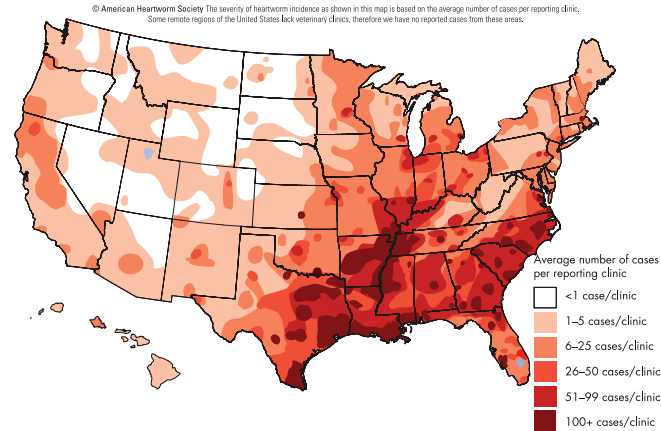 © American Heartworm Society The severity of heartworm incidence as shown in this map is based on the average number of cases per reporting clinic.
Some remote regions of the United States lack veterinary clinics, therefore we have no reported cases from these areas.
Average number of cases
per reporting clinic
<1 case/clinic
1–5 cases/clinic
6–25 cases/clinic
26–50 cases/clinic
51–99 cases/clinic
100+ cases/clinic